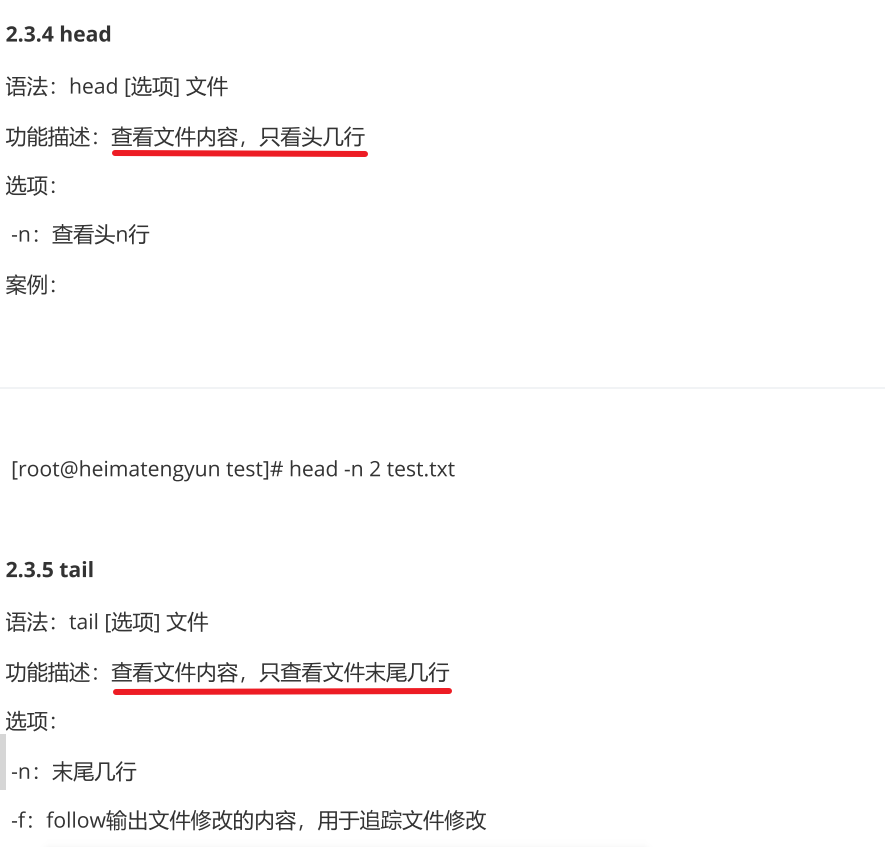 2.3.4 head
语法：head [选项] 文件
功能描述：查看文件内容，只看头几行
选项：
-n：查看头n行
案例：
[root@heimatengyun test]# head -n 2 test.txt
2.3.5 tail
语法：tail [选项] 文件
功能描述：查看文件内容，只查看文件末尾几行
选项：
-n：末尾几行
-f：follow输出文件修改的内容，用于追踪文件修改